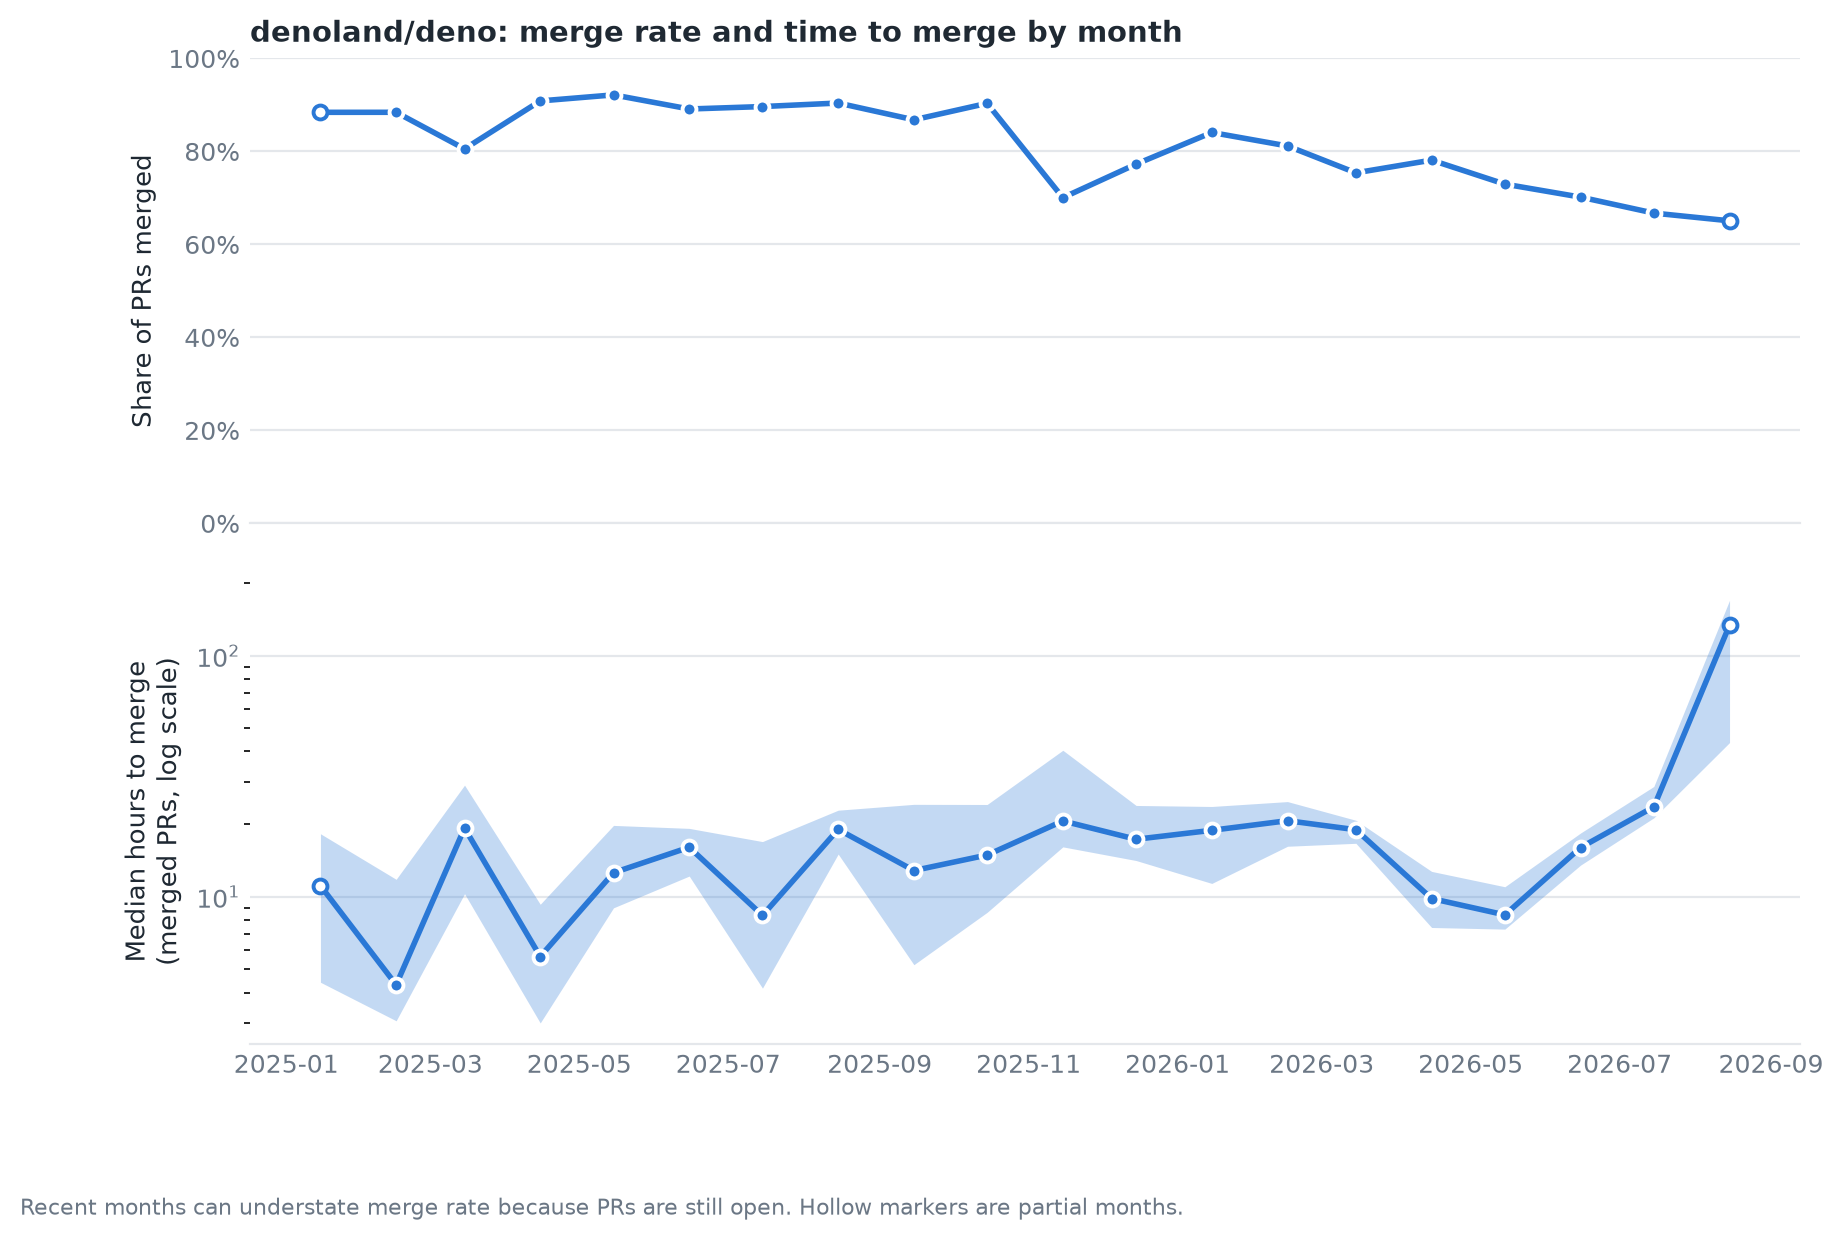 denoland/deno: merge rate and time to merge by month
100%
80%
60%
40%
20%
0%
Share of PRs merged
10²
10¹
Median hours to merge
(merged PRs, log scale)
2025-01 2025-03 2025-05 2025-07 2025-09 2025-11 2026-01 2026-03 2026-05 2026-07 2026-09
Recent months can understate merge rate because PRs are still open. Hollow markers are partial months.